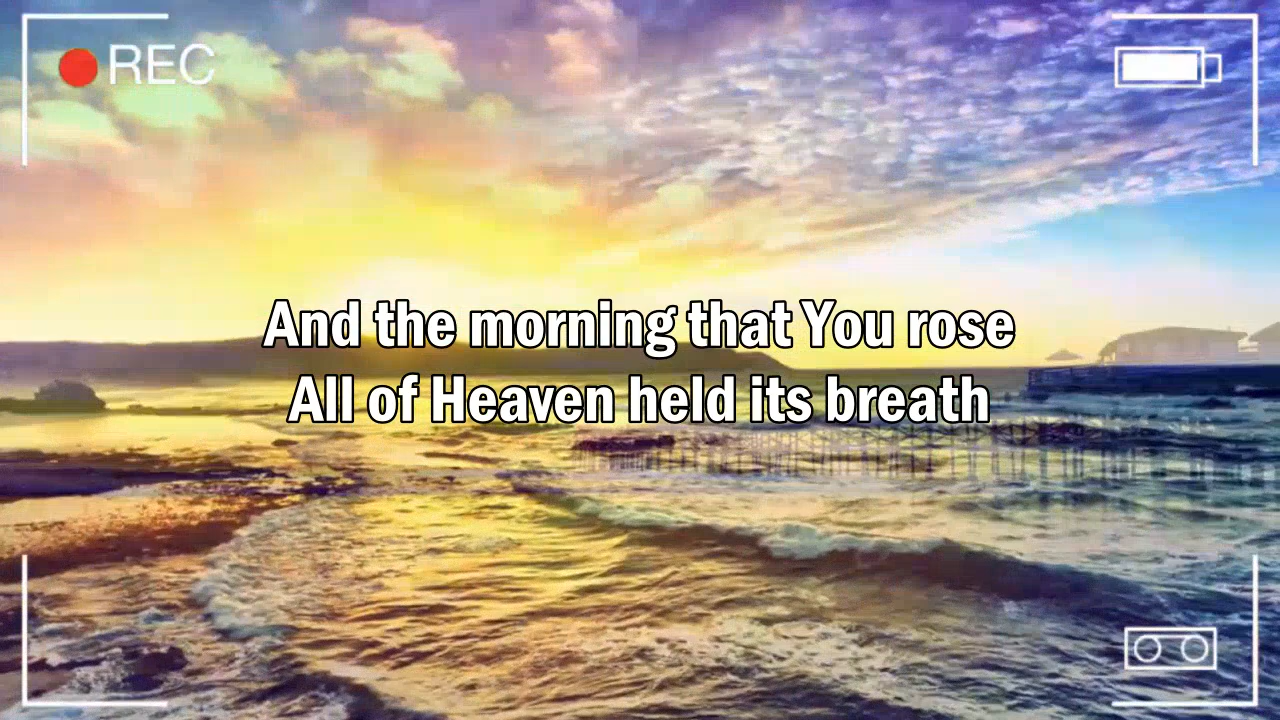 REC
And the morning that You rose
All of Heaven held its breath